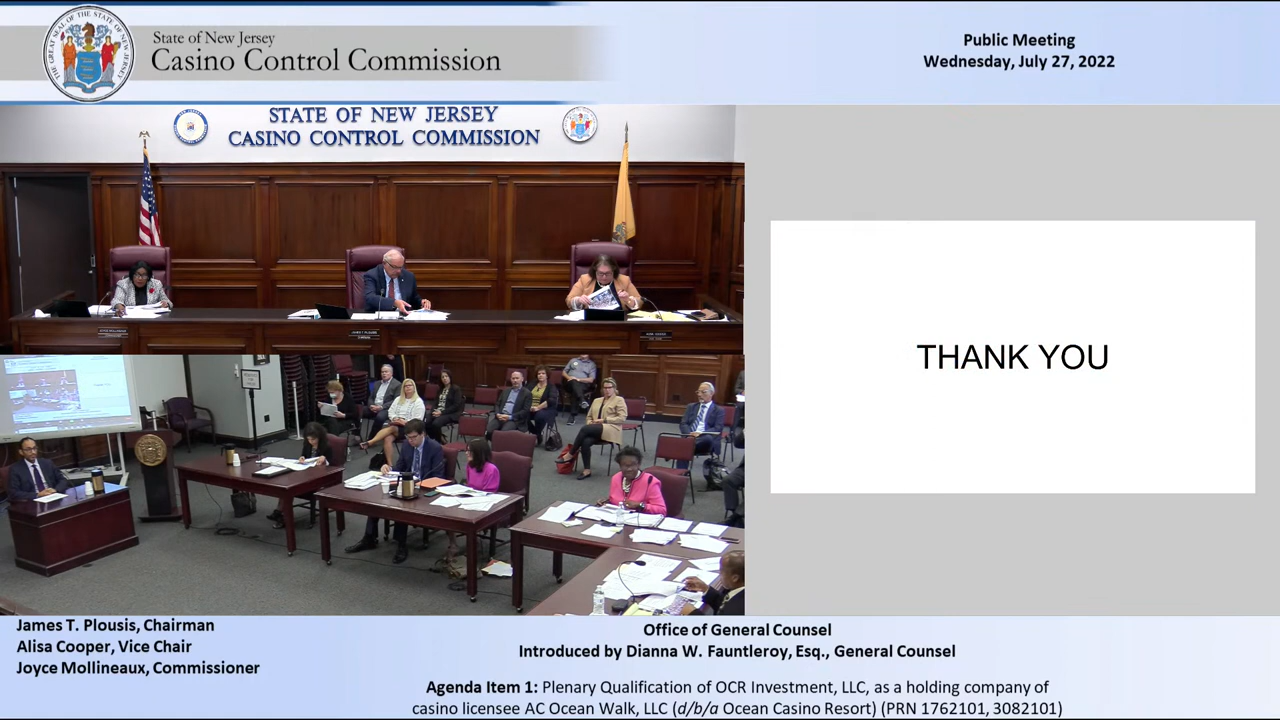 State of New Jersey
Casino Control Commission
Public Meeting
Wednesday, July 27, 2022
STATE OF NEW JERSEY
CASINO CONTROL COMMISSION
THANK YOU
James T. Plousis, Chairman
Alisa Cooper, Vice Chair
Joyce Mollineaux, Commissioner
Office of General Counsel
Introduced by Dianna W. Fauntleroy, Esq., General Counsel
Agenda Item 1: Plenary Qualification of OCR Investment, LLC, as a holding company of
casino licensee AC Ocean Walk, LLC (d/b/a Ocean Casino Resort) (PRN 1762101, 3082101)